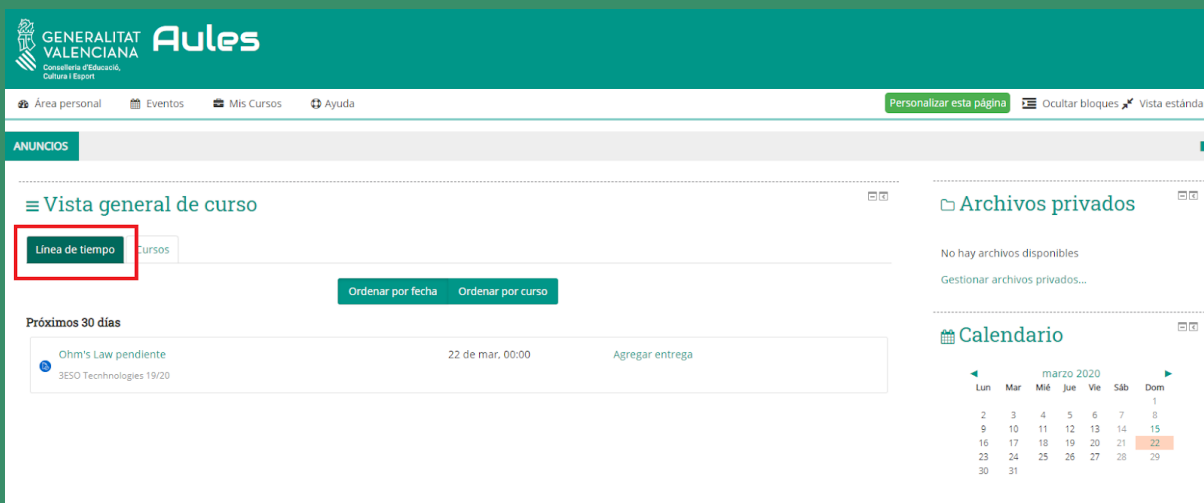 GENERALITAT
VALENCIANA
Conselleria d'Educació,
Cultura i Esport
Aules
Área personal Eventos Mis Cursos Ayuda
Personalizar esta página Ocultar bloques Vista estánda
ANUNCIOS
Vista general de curso
Línea de tiempo Cursos
Ordenar por fecha Ordenar por curso
Próximos 30 días
Ohm's Law pendiente 22 de mar, 00:00 Agregar entrega
3ESO Tecnhnologies 19/20
Archivos privados
No hay archivos disponibles
Gestionar archivos privados...
Calendario
◄ marzo 2020 ►
Lun Mar Mié Jue Vie Sáb Dom
1
2 3 4 5 6 7 8
9 10 11 12 13 14 15
16 17 18 19 20 21 22
23 24 25 26 27 28 29
30 31